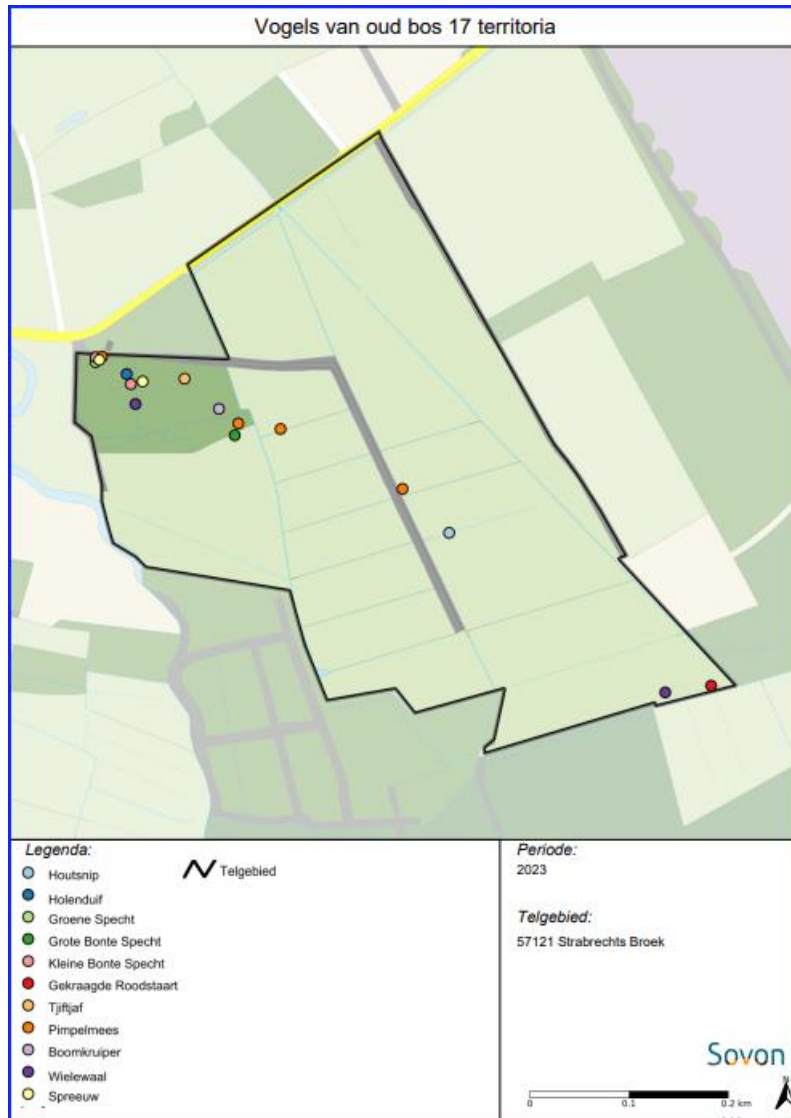 Vogels van oud bos 17 territoria
Legenda:
Houtsnip
Holenduif
Groene Specht
Grote Bonte Specht
Kleine Bonte Specht
Gekraagde Roodstaart
Tjiftjaf
Pimpelmees
Boomkruiper
Wielewaal
Spreeuw
Telgebied
Periode:
2023
Telgebied:
57121 Strabrechts Broek
Sovon
N
0 0.1 0.2 km